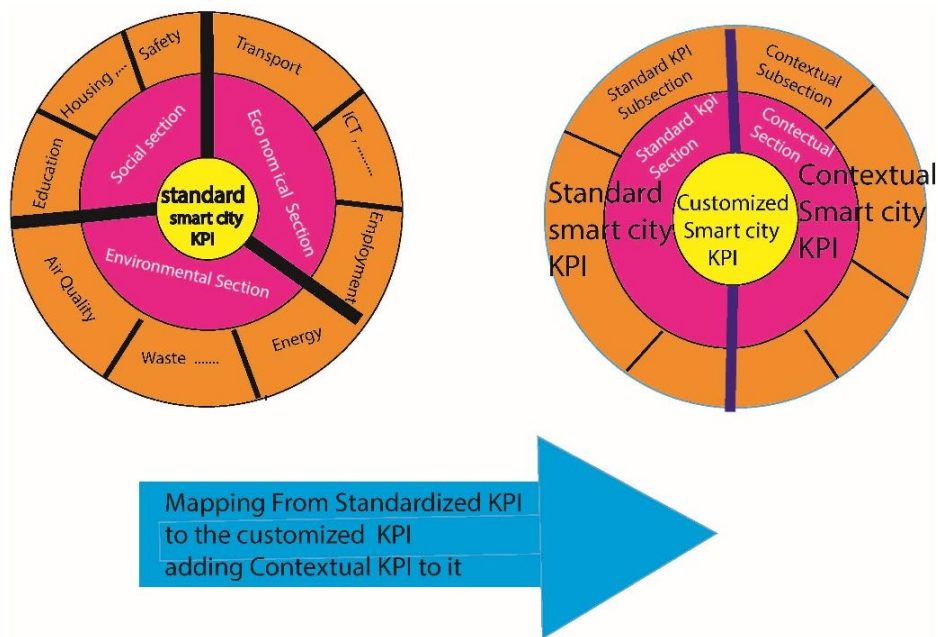 Safety
Housing ,....
Education
Transport
ICT , ........
Employment
Social section
Eco nom ical Section
Environmental Section
standard
smart city
KPI
Air Quality
Waste .......
Energy
Standard KPI
Subsection
Contextual
Subsection
Standard kpi
Section
Contectual
Section
Standard
smart city
KPI
Customized
Smart city
KPI
Contextual
Smart city
KPI
Mapping From Standardized KPI
to the customized KPI
adding Contextual KPI to it